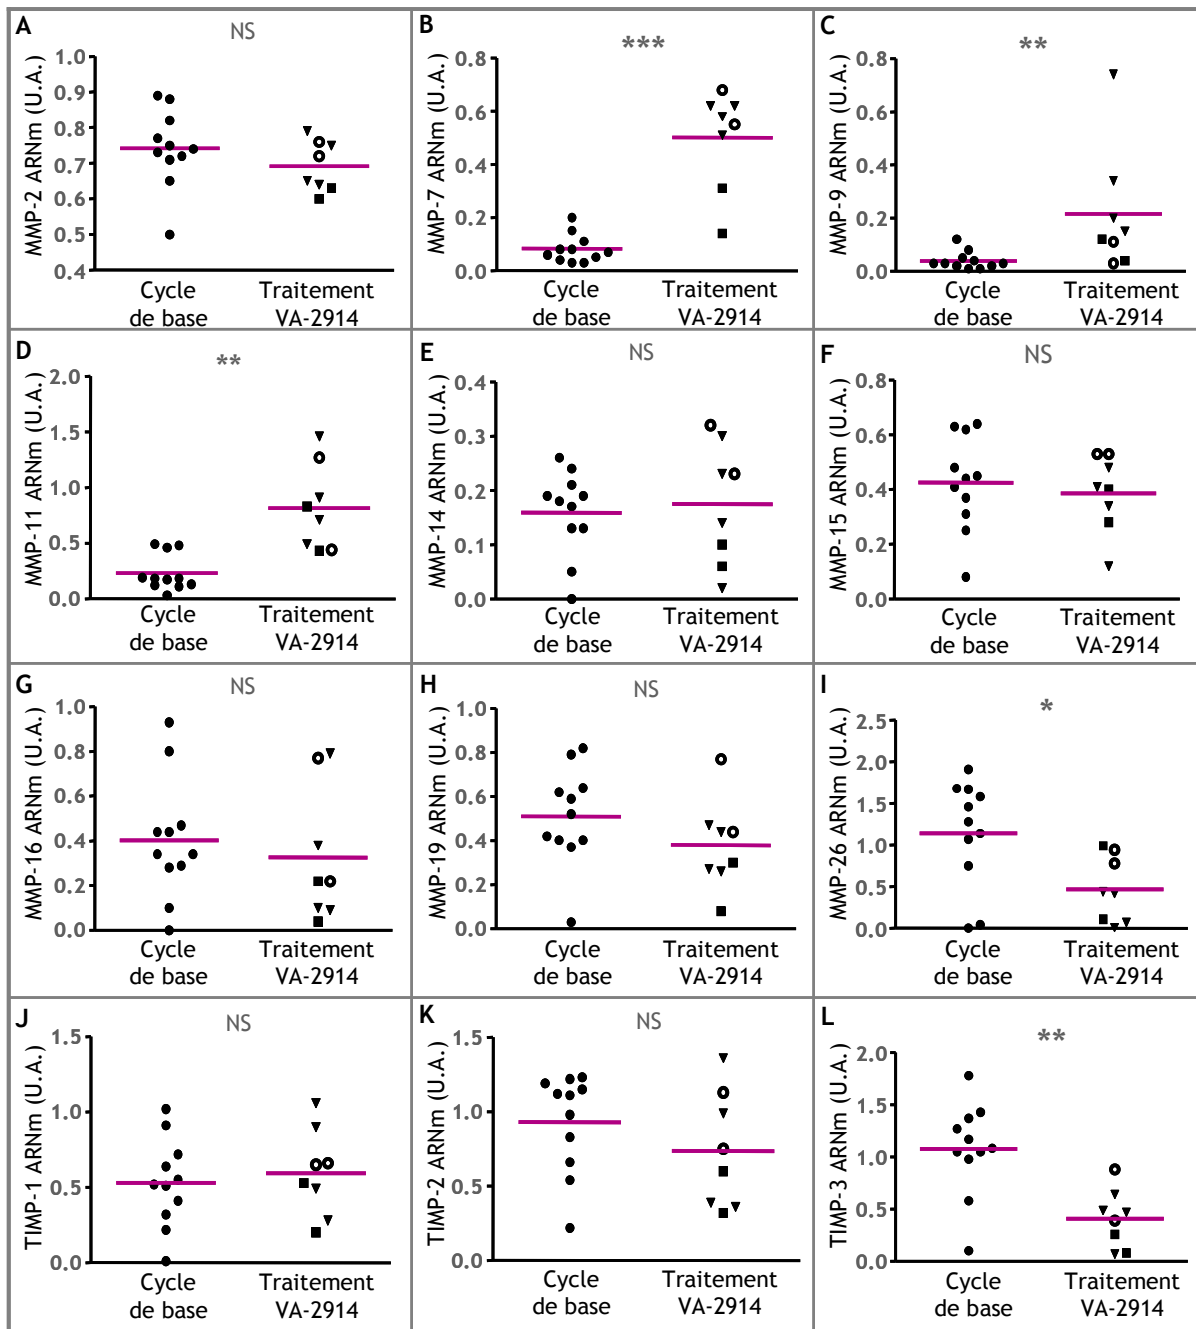 A
NS
MMP-2 ARNm (U.A.)
1.0
0.9
0.8
0.7
0.6
0.5
0.4
Cycle
de base
Traitement
VA-2914
B
***
MMP-7 ARNm (U.A.)
0.8
0.6
0.4
0.2
0.0
Cycle
de base
Traitement
VA-2914
C
**
MMP-9 ARNm (U.A.)
0.8
0.6
0.4
0.2
0.0
Cycle
de base
Traitement
VA-2914
D
**
MMP-11 ARNm (U.A.)
2.0
1.5
1.0
0.5
0.0
Cycle
de base
Traitement
VA-2914
E
NS
MMP-14 ARNm (U.A.)
0.4
0.3
0.2
0.1
0.0
Cycle
de base
Traitement
VA-2914
F
NS
MMP-15 ARNm (U.A.)
0.8
0.6
0.4
0.2
0.0
Cycle
de base
Traitement
VA-2914
G
NS
MMP-16 ARNm (U.A.)
1.0
0.8
0.6
0.4
0.2
0.0
Cycle
de base
Traitement
VA-2914
H
NS
MMP-19 ARNm (U.A.)
1.0
0.8
0.6
0.4
0.2
0.0
Cycle
de base
Traitement
VA-2914
I
*
MMP-26 ARNm (U.A.)
2.5
2.0
1.5
1.0
0.5
0.0
Cycle
de base
Traitement
VA-2914
J
NS
TIMP-1 ARNm (U.A.)
1.5
1.0
0.5
0.0
Cycle
de base
Traitement
VA-2914
K
NS
TIMP-2 ARNm (U.A.)
1.5
1.0
0.5
0.0
Cycle
de base
Traitement
VA-2914
L
**
TIMP-3 ARNm (U.A.)
2.0
1.5
1.0
0.5
0.0
Cycle
de base
Traitement
VA-2914